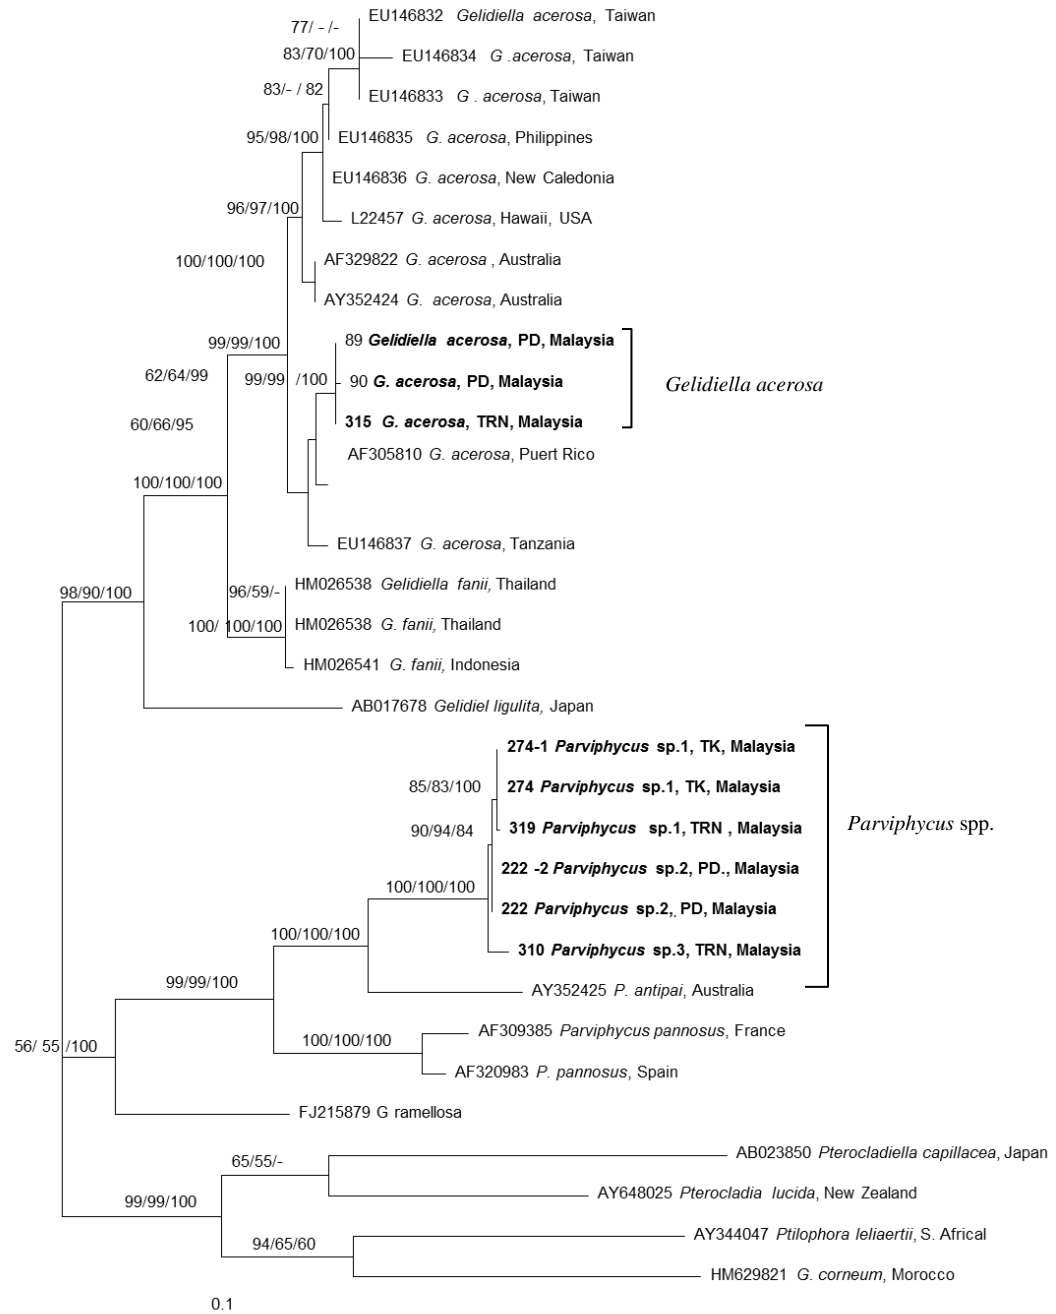 EU146832 Gelidiella acerosa, Taiwan
77/ - /-
83/70/100
EU146834 G .acerosa, Taiwan
83/- / 82
EU146833 G . acerosa, Taiwan
95/98/100
EU146835 G. acerosa, Philippines
EU146836 G. acerosa, New Caledonia
96/97/100
L22457 G. acerosa, Hawaii, USA
100/100/100
AF329822 G. acerosa , Australia
AY352424 G. acerosa, Australia
99/99/100
89 Gelidiella acerosa, PD, Malaysia
62/64/99
99/99 /100
90 G. acerosa, PD, Malaysia
Gelidiella acerosa
60/66/95
315 G. acerosa, TRN, Malaysia
AF305810 G. acerosa, Puert Rico
100/100/100
EU146837 G. acerosa, Tanzania
98/90/100
96/59/-
HM026538 Gelidiella fanii, Thailand
100/ 100/100
HM026538 G. fanii, Thailand
HM026541 G. fanii, Indonesia
AB017678 Gelidiel ligulita, Japan
274-1 Parviphycus sp.1, TK, Malaysia
85/83/100
274 Parviphycus sp.1, TK, Malaysia
90/94/84
319 Parviphycus sp.1, TRN , Malaysia
Parviphycus spp.
222 -2 Parviphycus sp.2, PD., Malaysia
100/100/100
222 Parviphycus sp.2, PD, Malaysia
100/100/100
310 Parviphycus sp.3, TRN, Malaysia
99/99/100
AY352425 P. antipai, Australia
AF309385 Parviphycus pannosus, France
56/ 55 /100
100/100/100
AF320983 P. pannosus, Spain
FJ215879 G ramellosa
AB023850 Pterocladiella capillacea, Japan
65/55/-
AY648025 Pterocladia lucida, New Zealand
99/99/100
AY344047 Ptilophora leliaertii, S. Africal
94/65/60
HM629821 G. corneum, Morocco
0.1